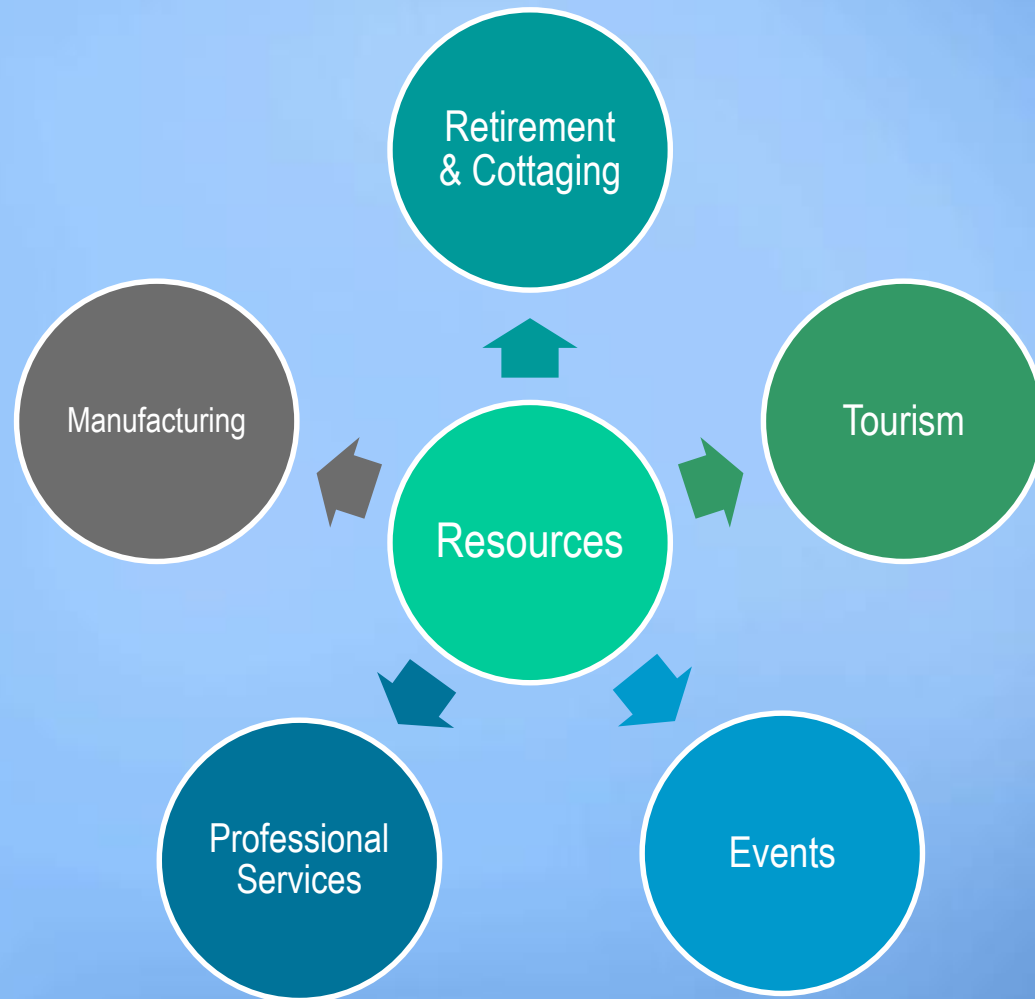 Retirement
& Cottaging
Manufacturing
Tourism
Resources
Professional
Services
Events